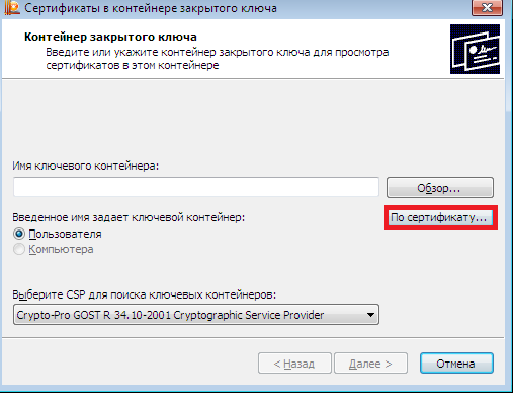 Сертификаты в контейнере закрытого ключа
Контейнер закрытого ключа
Введите или укажите контейнер закрытого ключа для просмотра
сертификатов в этом контейнере
Имя ключевого контейнера:
Обзор...
Введенное имя задает ключевой контейнер:
По сертификату...
Пользователя
Компьютера
Выберите CSP для поиска ключевых контейнеров:
Crypto-Pro GOST R 34.10-2001 Cryptographic Service Provider
< Назад
Далее >
Отмена